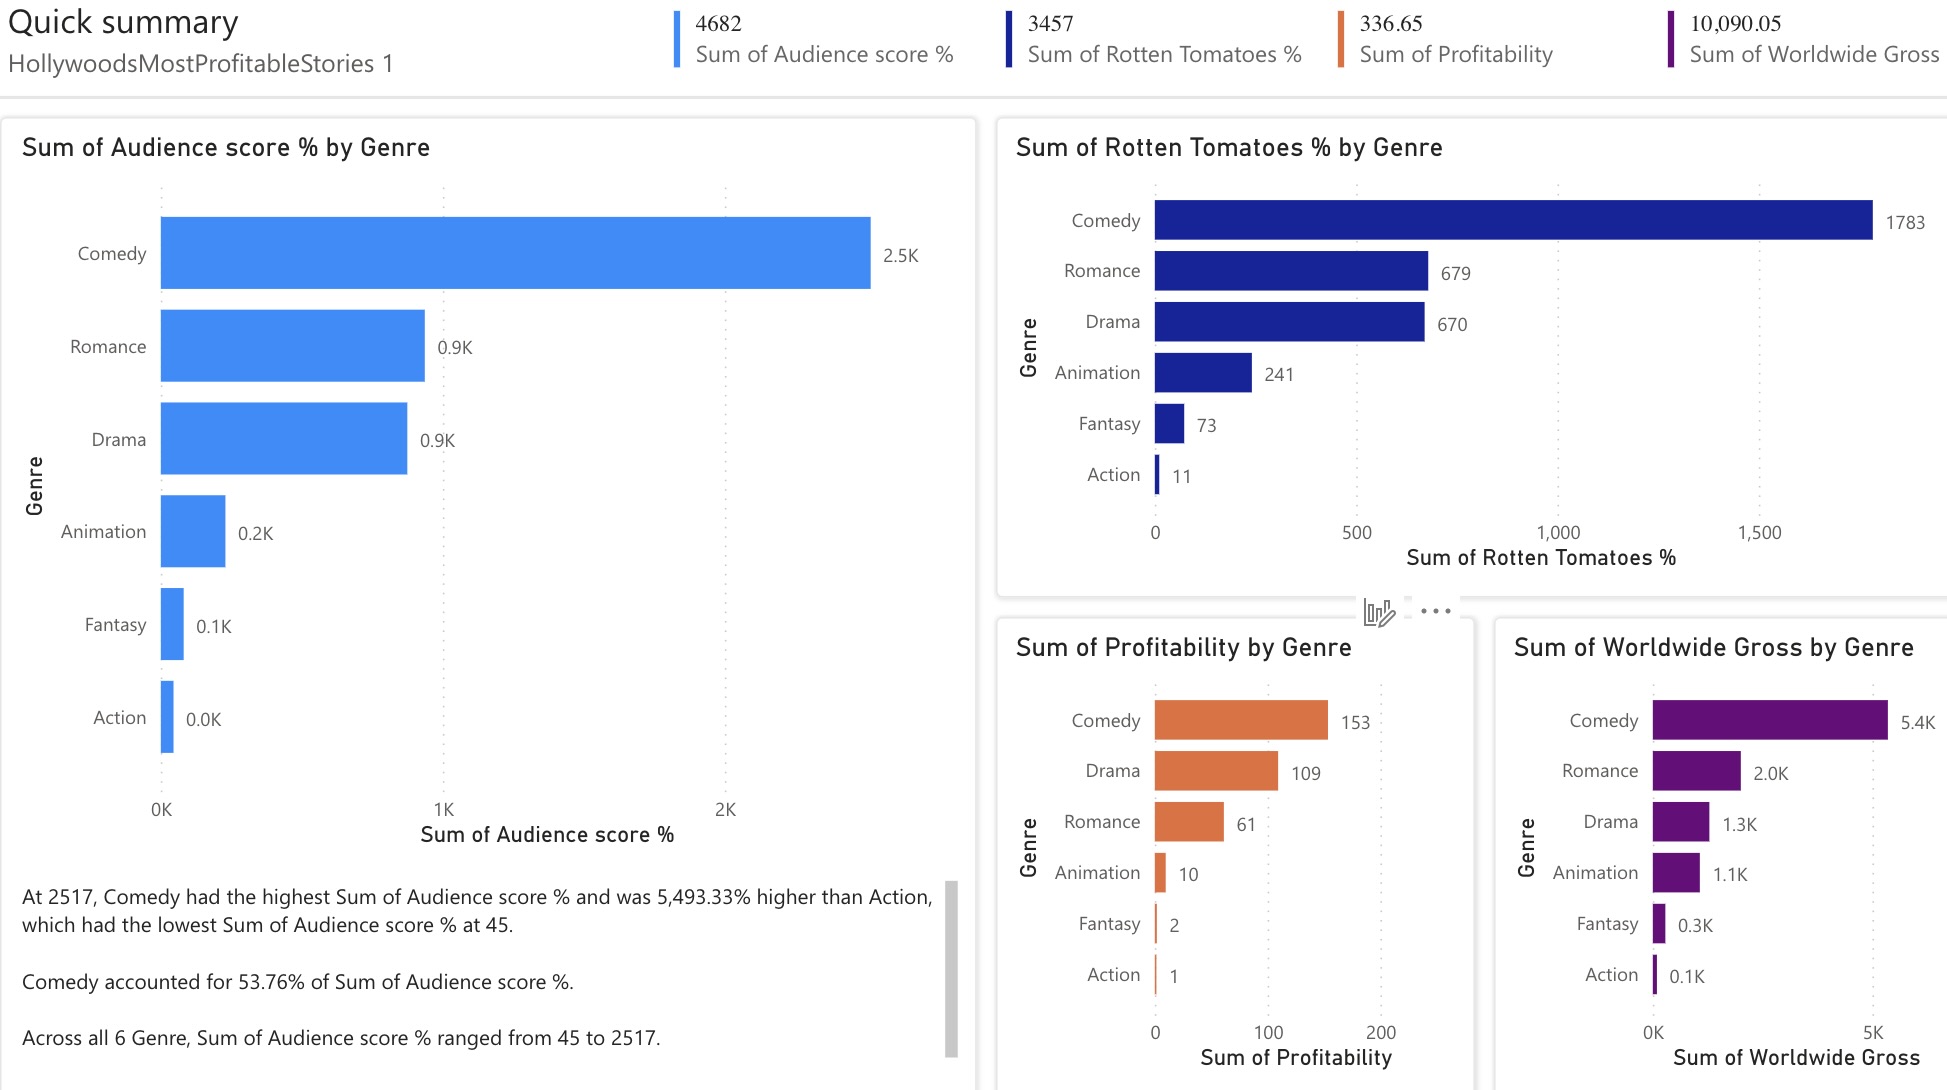 Quick summary
HollywoodsMostProfitableStories 1
4682
Sum of Audience score %
3457
Sum of Rotten Tomatoes %
336.65
Sum of Profitability
10,090.05
Sum of Worldwide Gross
Sum of Audience score % by Genre
Genre
Comedy
2.5K
Romance
0.9K
Drama
0.9K
Animation
0.2K
Fantasy
0.1K
Action
0.0K
0K
1K
2K
Sum of Audience score %
At 2517, Comedy had the highest Sum of Audience score % and was 5,493.33% higher than Action,
which had the lowest Sum of Audience score % at 45.
Comedy accounted for 53.76% of Sum of Audience score %.
Across all 6 Genre, Sum of Audience score % ranged from 45 to 2517.
Sum of Rotten Tomatoes % by Genre
Genre
Comedy
1783
Romance
679
Drama
670
Animation
241
Fantasy
73
Action
11
0
500
1,000
1,500
Sum of Rotten Tomatoes %
Sum of Profitability by Genre
Genre
Comedy
153
Drama
109
Romance
61
Animation
10
Fantasy
2
Action
1
0
100
200
Sum of Profitability
Sum of Worldwide Gross by Genre
Genre
Comedy
5.4K
Romance
2.0K
Drama
1.3K
Animation
1.1K
Fantasy
0.3K
Action
0.1K
0K
5K
Sum of Worldwide Gross